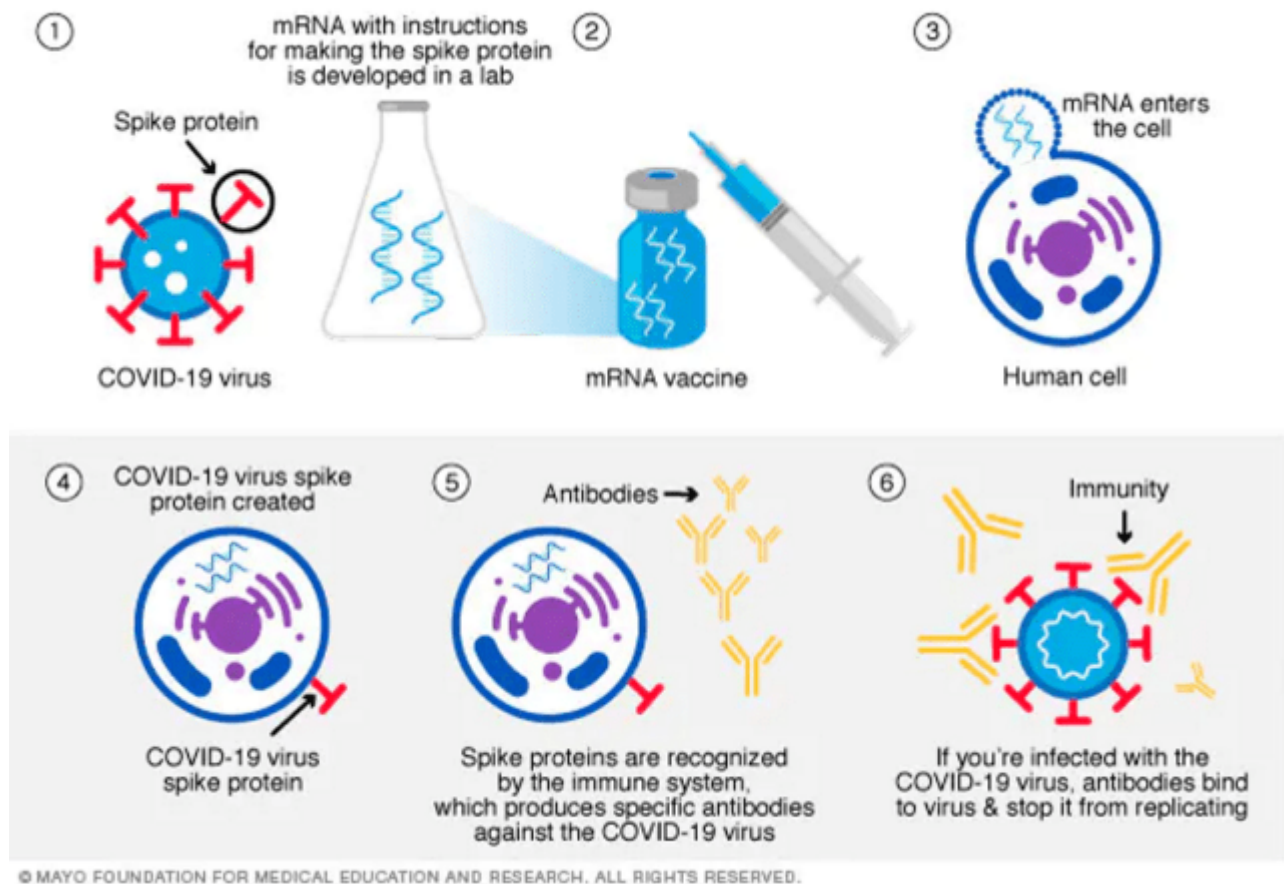 1
mRNA with instructions
for making the spike protein
is developed in a lab
Spike protein
COVID-19 virus
2
mRNA vaccine
3
mRNA enters
the cell
Human cell
4
COVID-19 virus spike
protein created
COVID-19 virus
spike protein
5
Antibodies
Spike proteins are recognized
by the immune system,
which produces specific antibodies
against the COVID-19 virus
6
Immunity
If you're infected with the
COVID-19 virus, antibodies bind
to virus & stop it from replicating
© MAYO FOUNDATION FOR MEDICAL EDUCATION AND RESEARCH. ALL RIGHTS RESERVED.